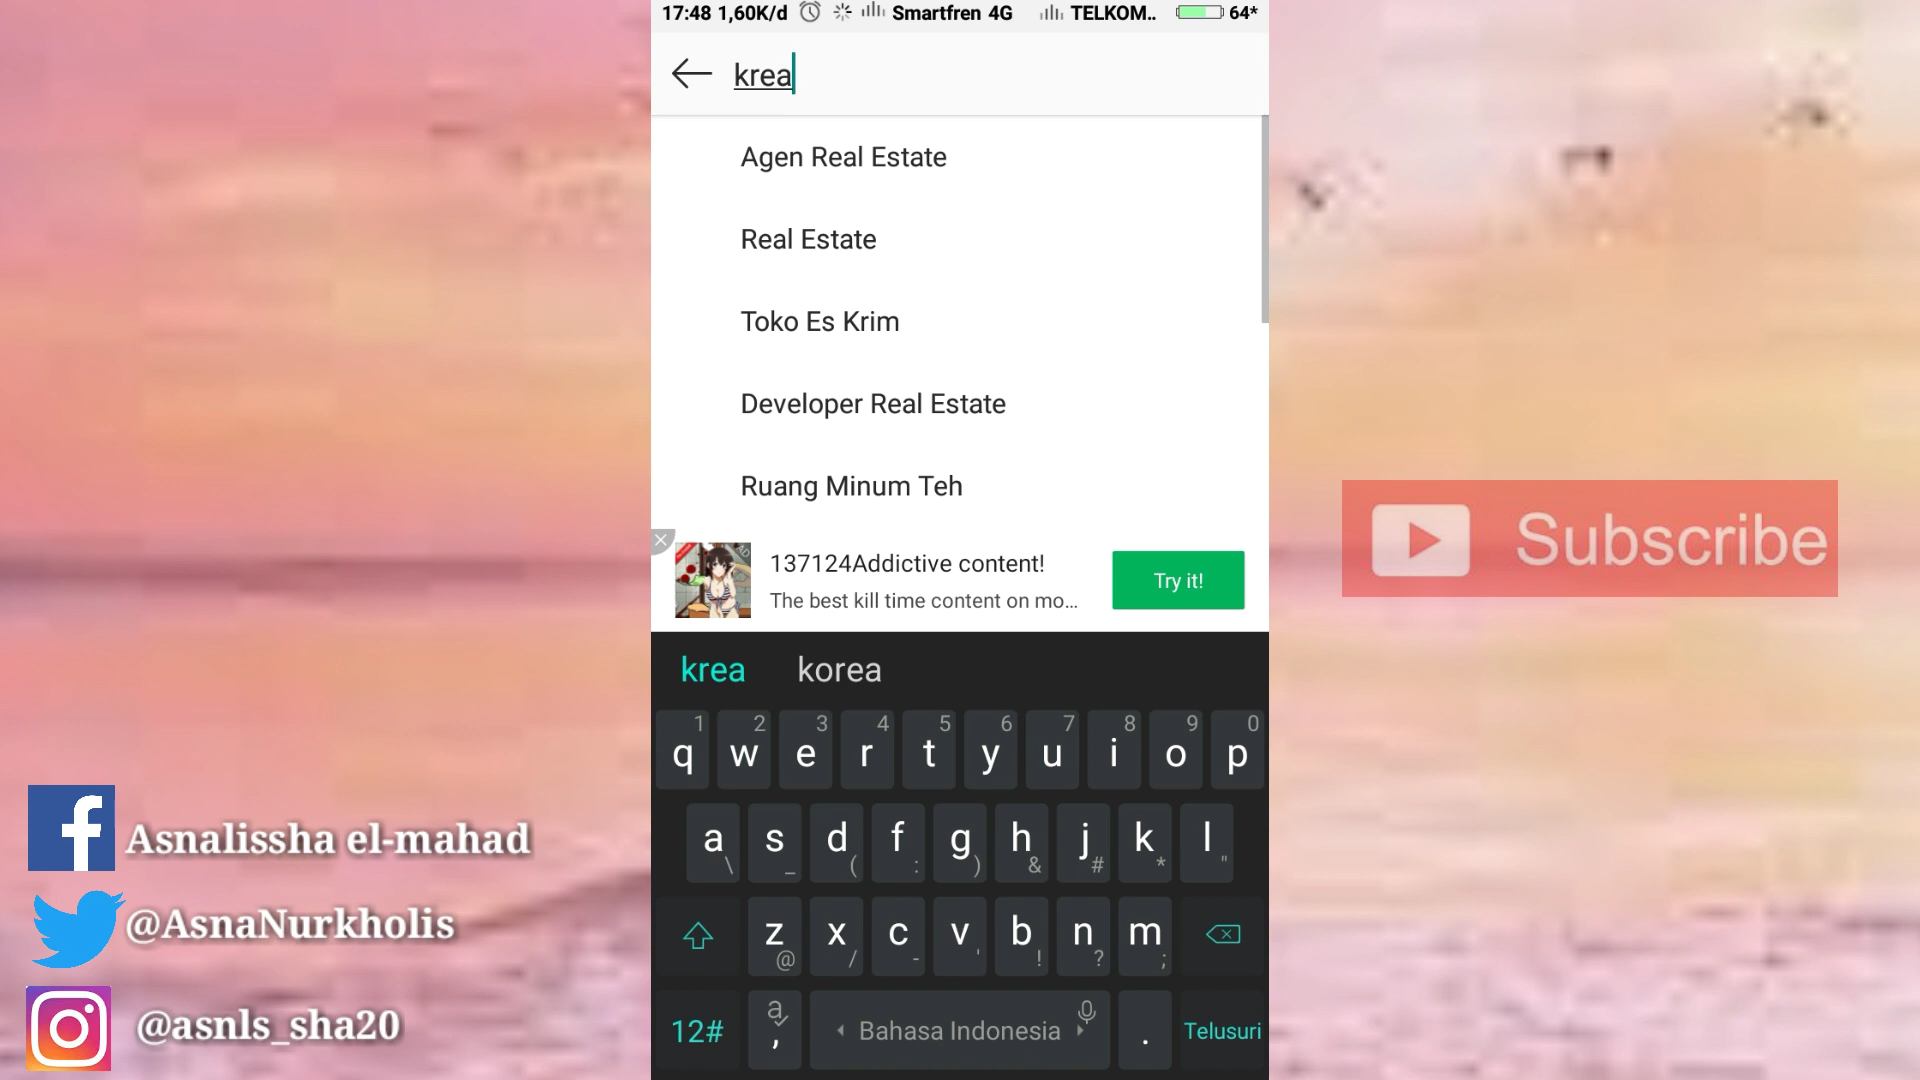 17:48 1,60K/d Smartfren 4G TELKOM.. 64*
krea
Agen Real Estate
Real Estate
Toko Es Krim
Developer Real Estate
Ruang Minum Teh
137124Addictive content!
The best kill time content on mo...
Try it!
Subscribe
krea korea
1 2 3 4 5 6 7 8 9 0
q w e r t y u i o p
a s d f g h j k l
\ _ ( : ) & # * "
z x c v b n m
@ / - ' ! ? ;
12# a , Bahasa Indonesia . Telusuri
f Asnalissha el-mahad
@AsnaNurkholis
@asnls_sha20